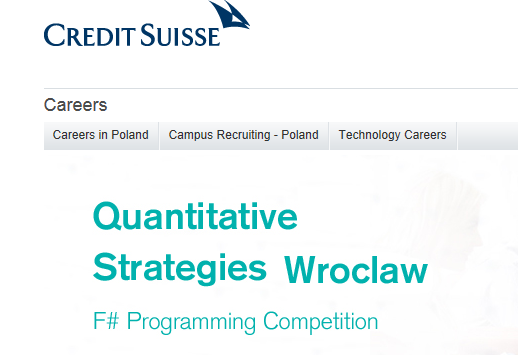 CREDIT SUISSE
Careers
Careers in Poland Campus Recruiting - Poland Technology Careers
Quantitative
Strategies Wroclaw
F# Programming Competition